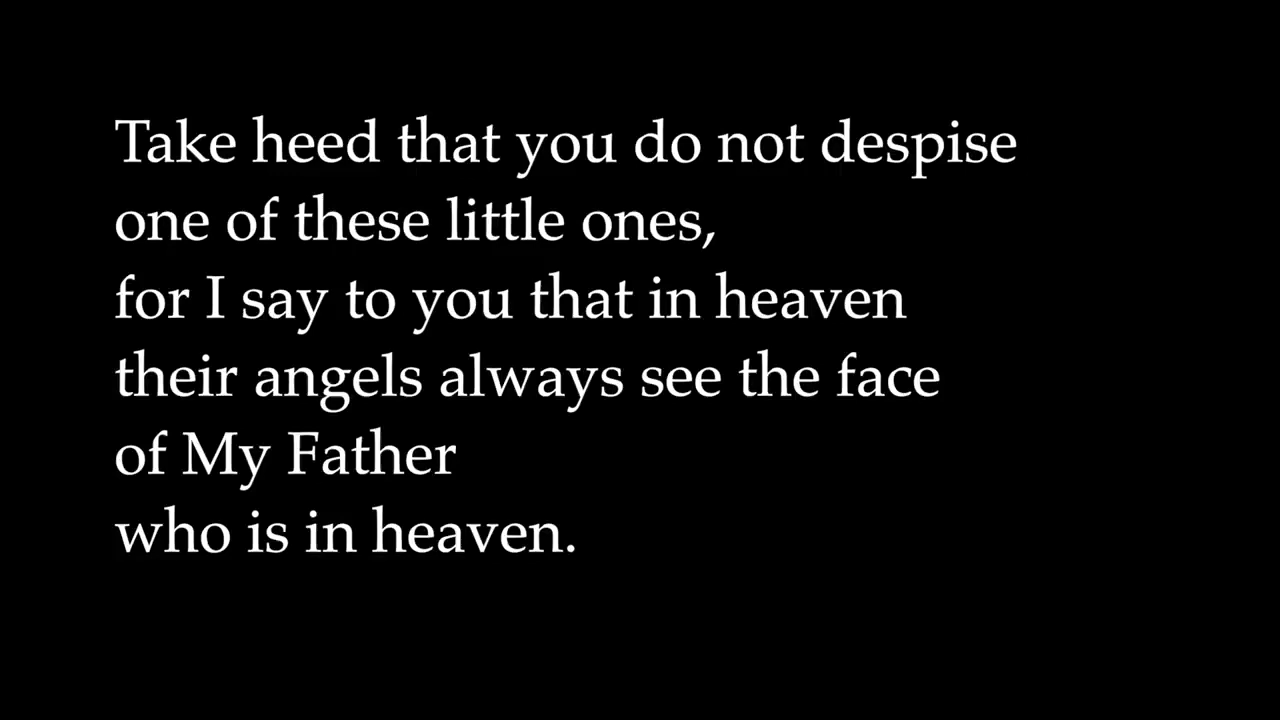 Take heed that you do not despise
one of these little ones,
for I say to you that in heaven
their angels always see the face
of My Father
who is in heaven.